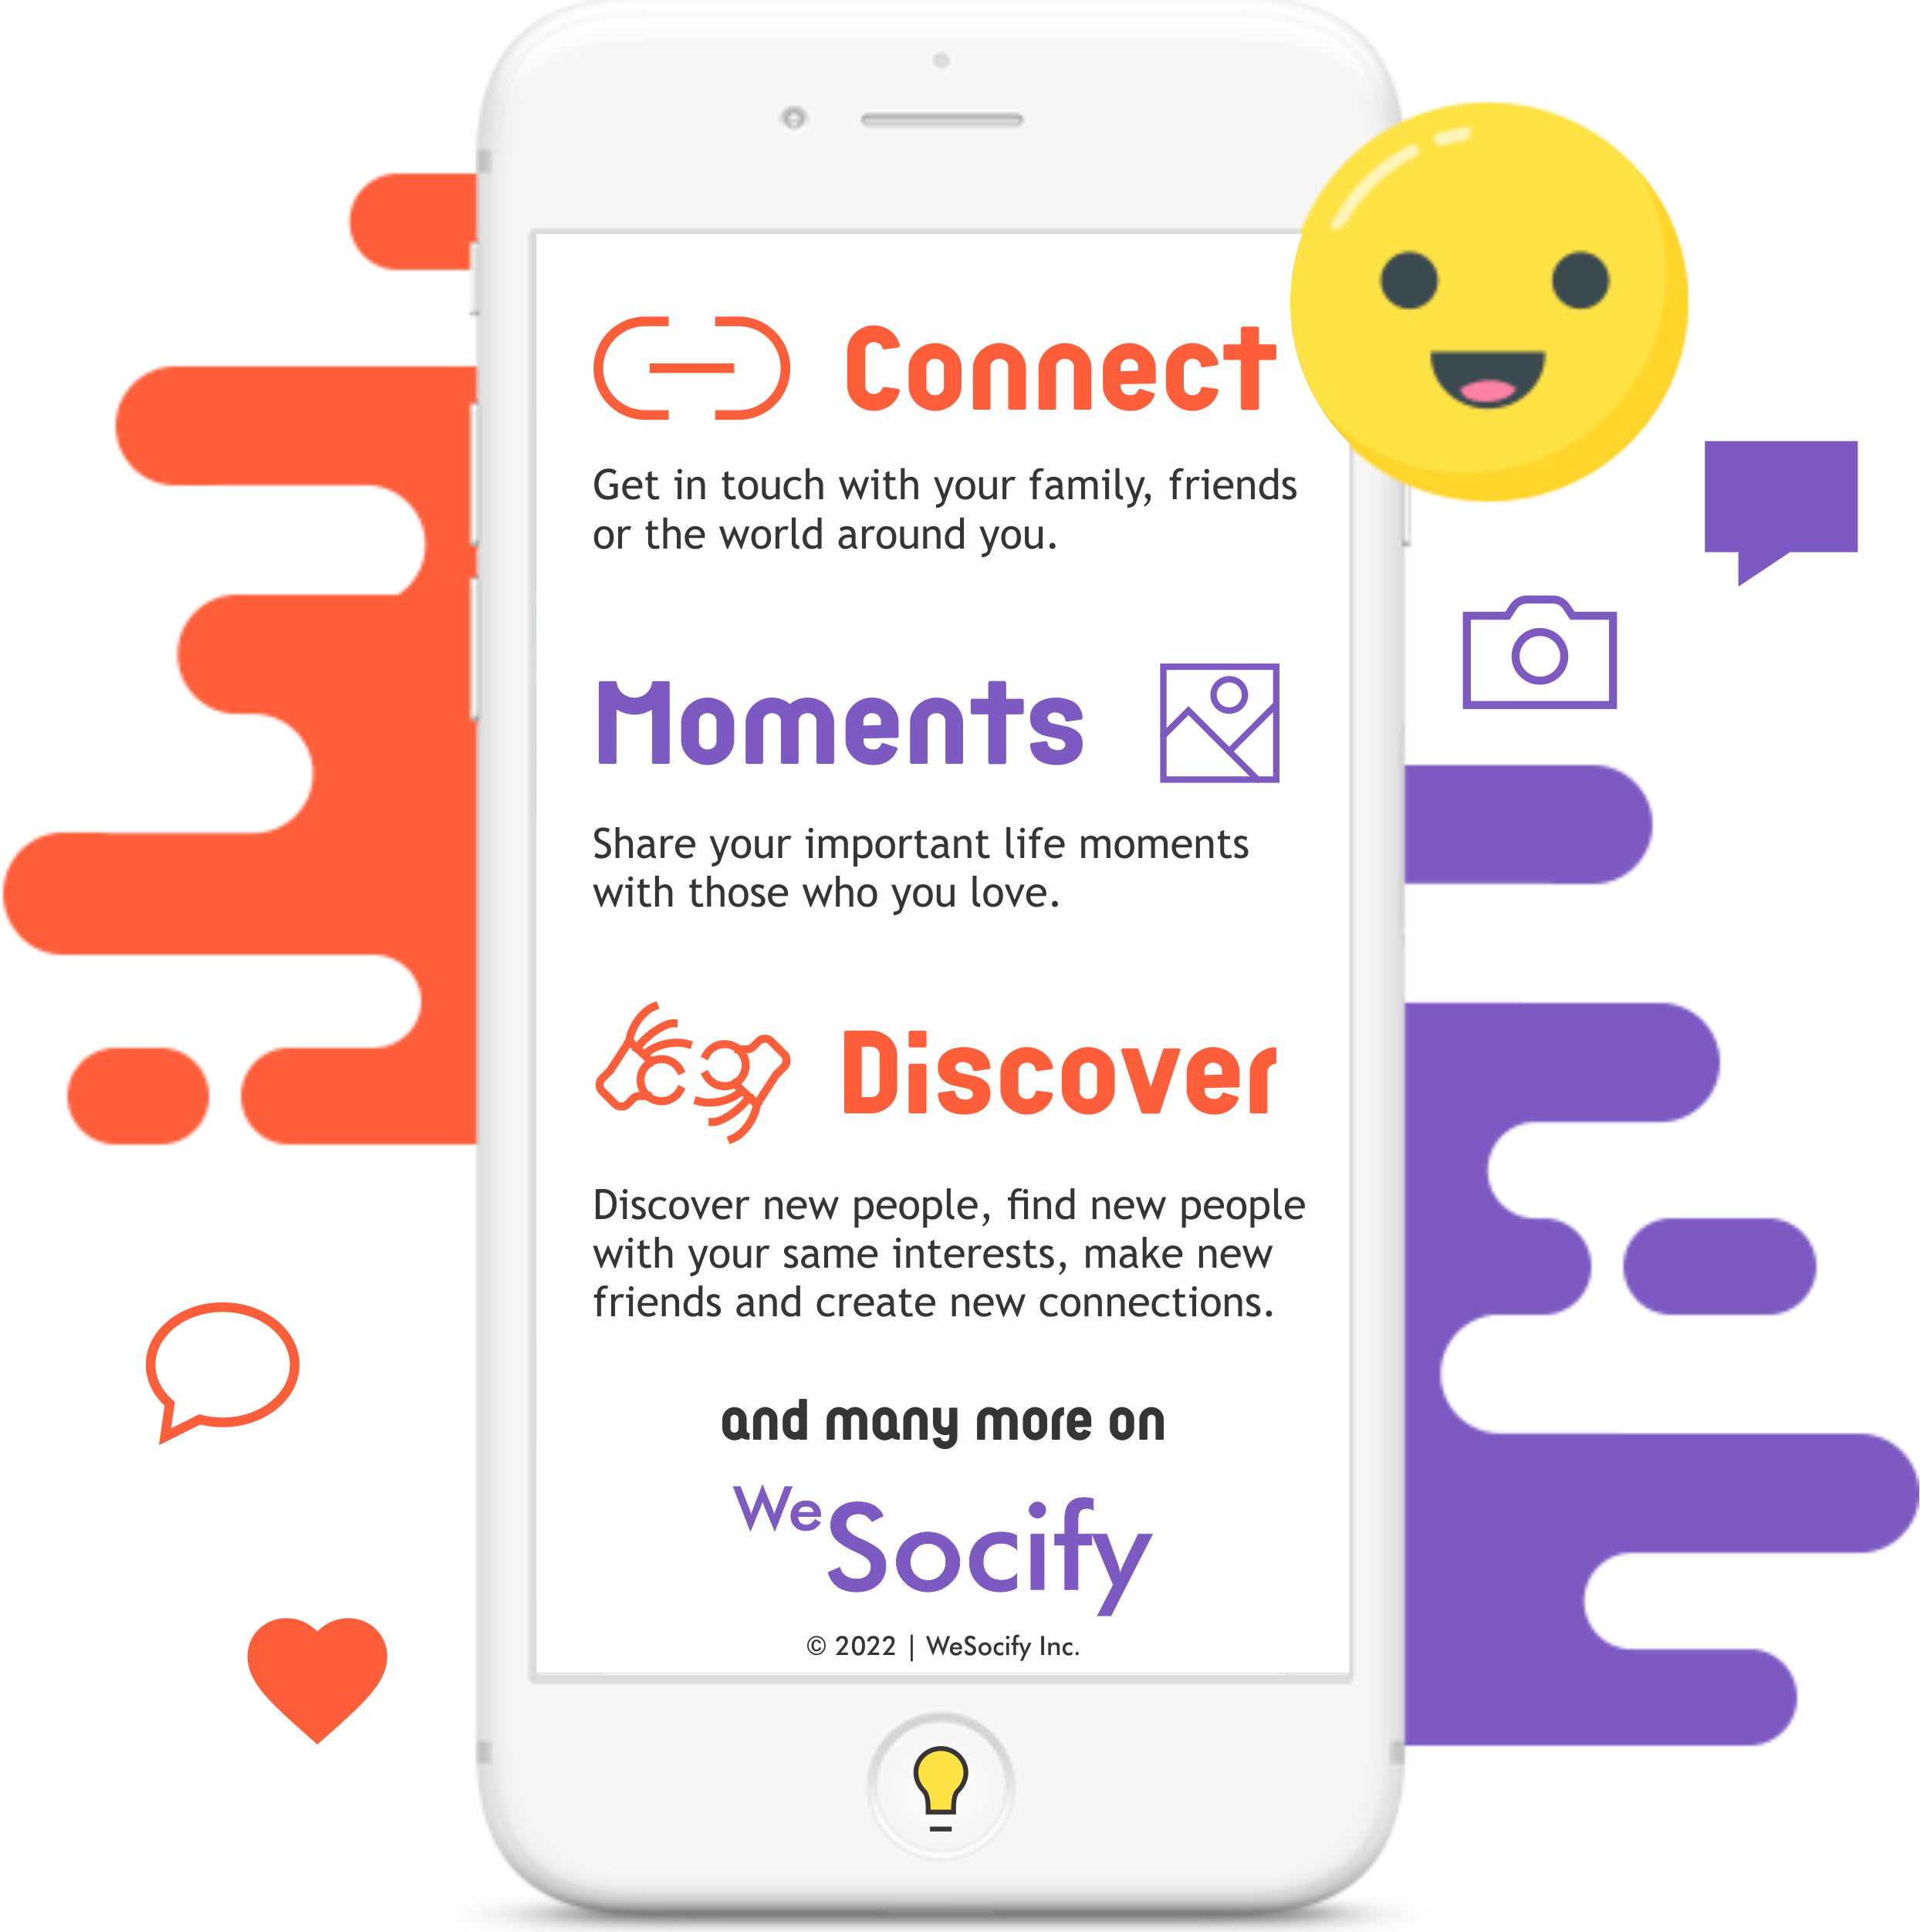 Connect
Get in touch with your family, friends
or the world around you.
Moments
Share your important life moments
with those who you love.
Discover
Discover new people, find new people
with your same interests, make new
friends and create new connections.
and many more on
WeSocify
© 2022 | WeSocify Inc.